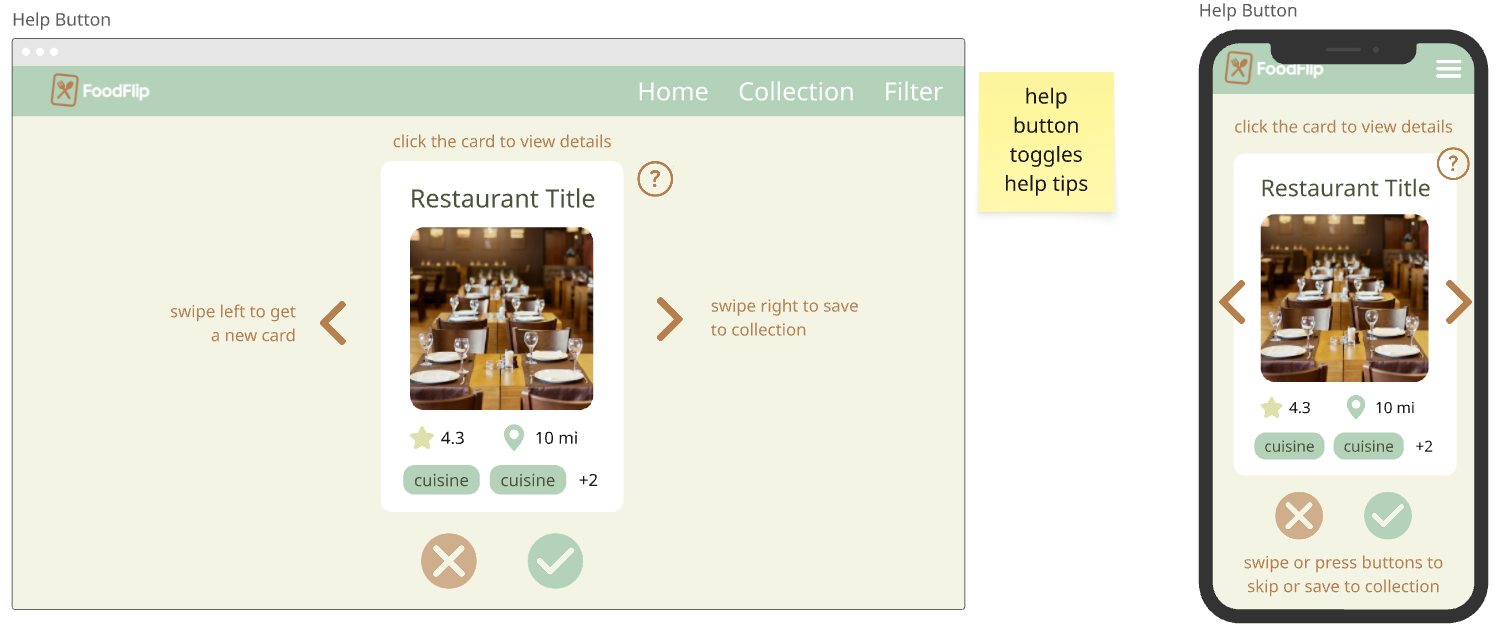 Help Button
FoodFlip
Home Collection Filter
click the card to view details
?
Restaurant Title
swipe left to get
a new card
swipe right to save
to collection
4.3 10 mi
cuisine cuisine +2
help
button
toggles
help tips
Help Button
FoodFlip
click the card to view details
?
Restaurant Title
4.3 10 mi
cuisine cuisine +2
swipe or press buttons to
skip or save to collection